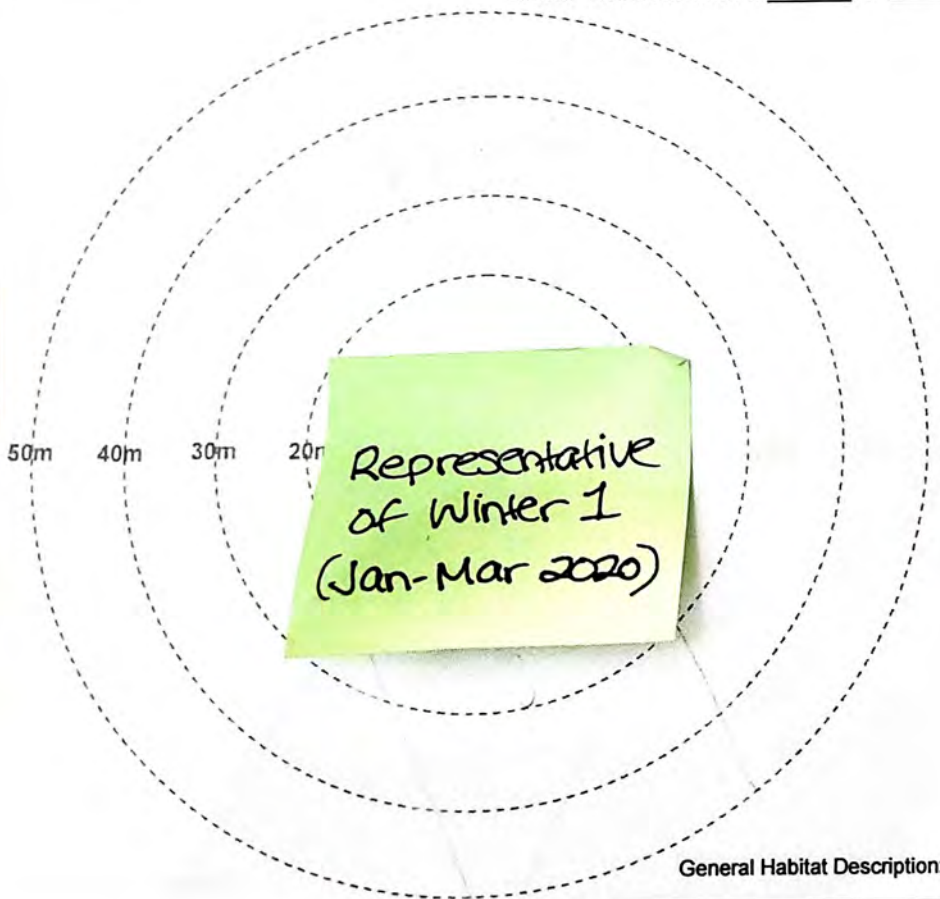 50m 40m 30m 20m
Representative
of Winter 1
(Jan-Mar 2020)
General Habitat Description: